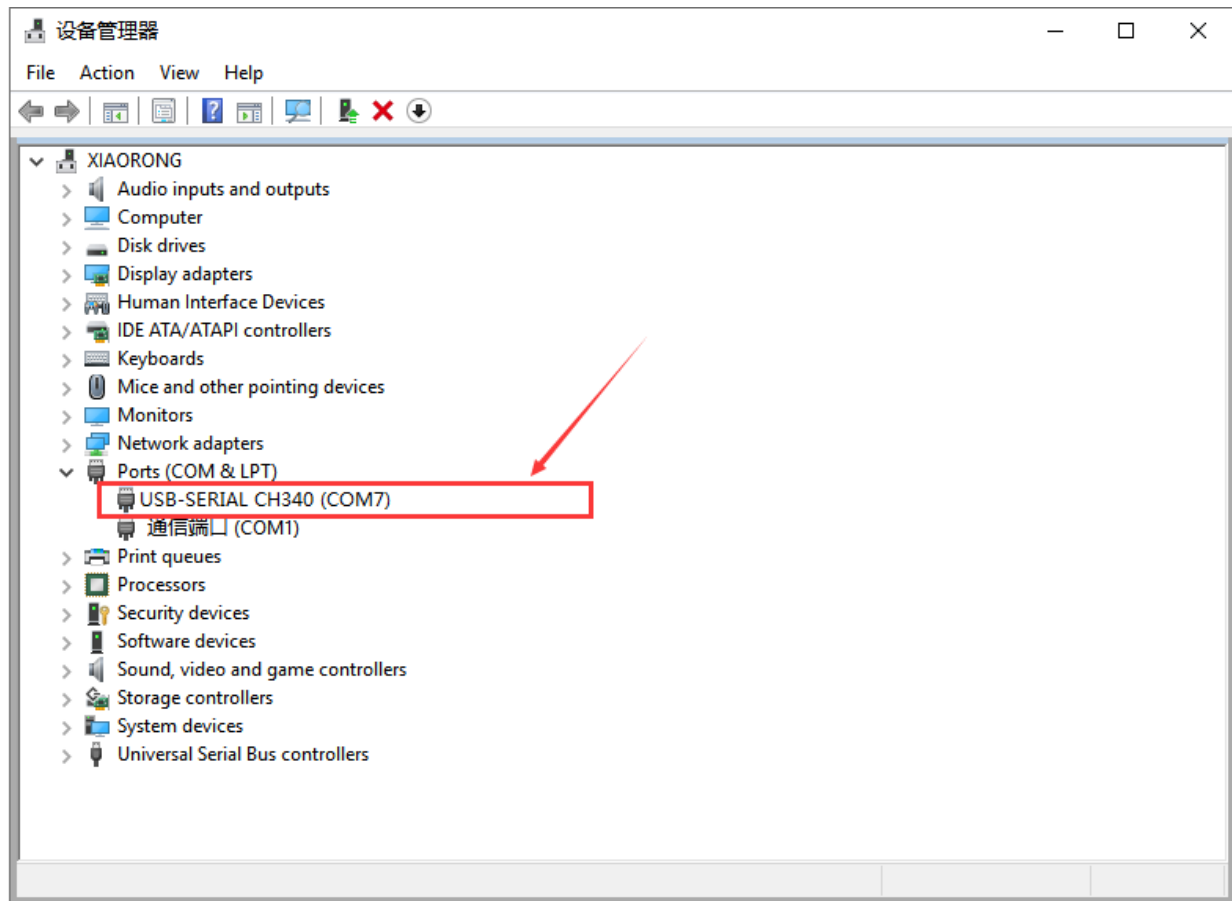 设备管理器
File Action View Help
XIAORONG
Audio inputs and outputs
Computer
Disk drives
Display adapters
Human Interface Devices
IDE ATA/ATAPI controllers
Keyboards
Mice and other pointing devices
Monitors
Network adapters
Ports (COM & LPT)
USB-SERIAL CH340 (COM7)
通信端口 (COM1)
Print queues
Processors
Security devices
Software devices
Sound, video and game controllers
Storage controllers
System devices
Universal Serial Bus controllers